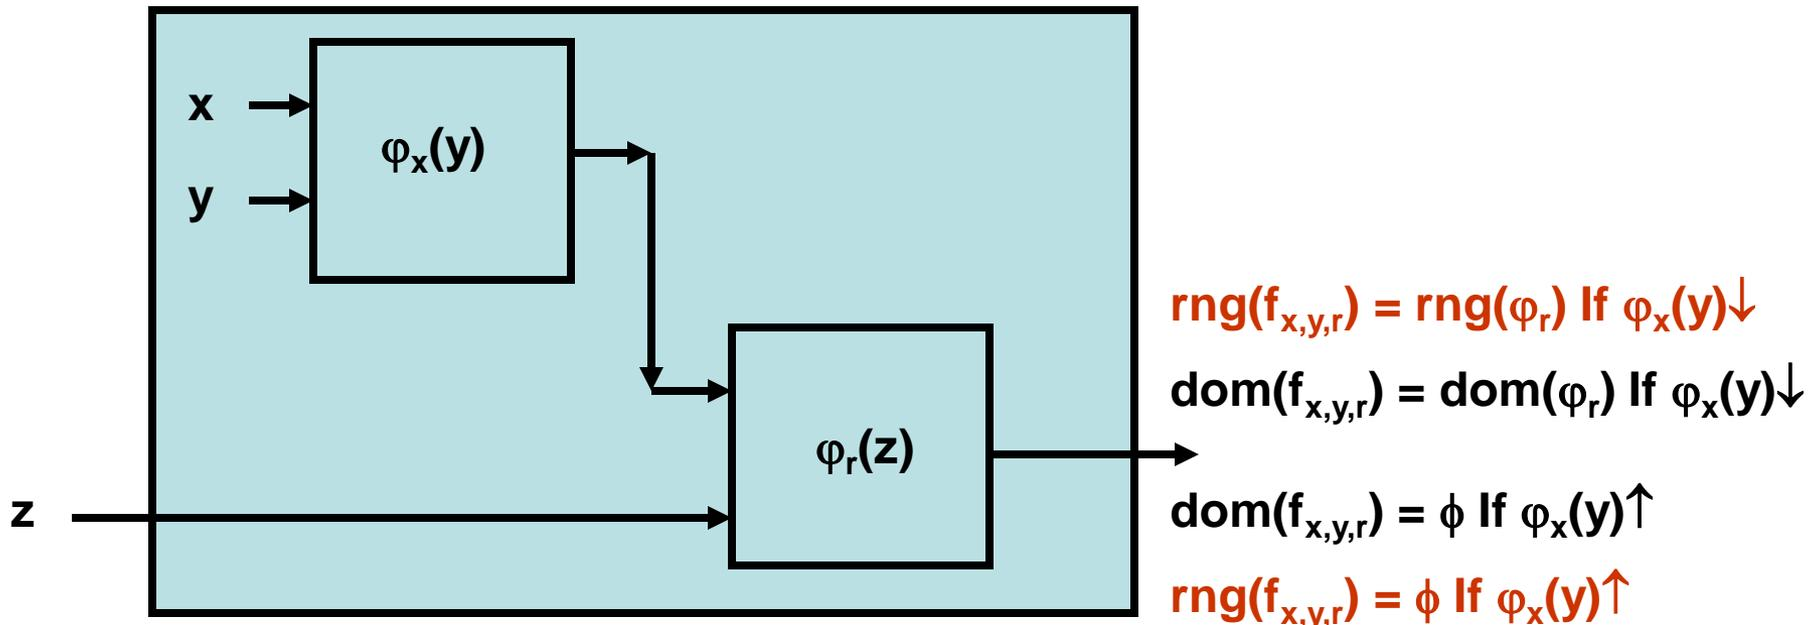 x
φx(y)
y
rng(fx,y,r) = rng(φr) If φx(y)↓
dom(fx,y,r) = dom(φr) If φx(y)↓
φr(z)
z
dom(fx,y,r) = ϕ If φx(y)↑
rng(fx,y,r) = ϕ If φx(y)↑